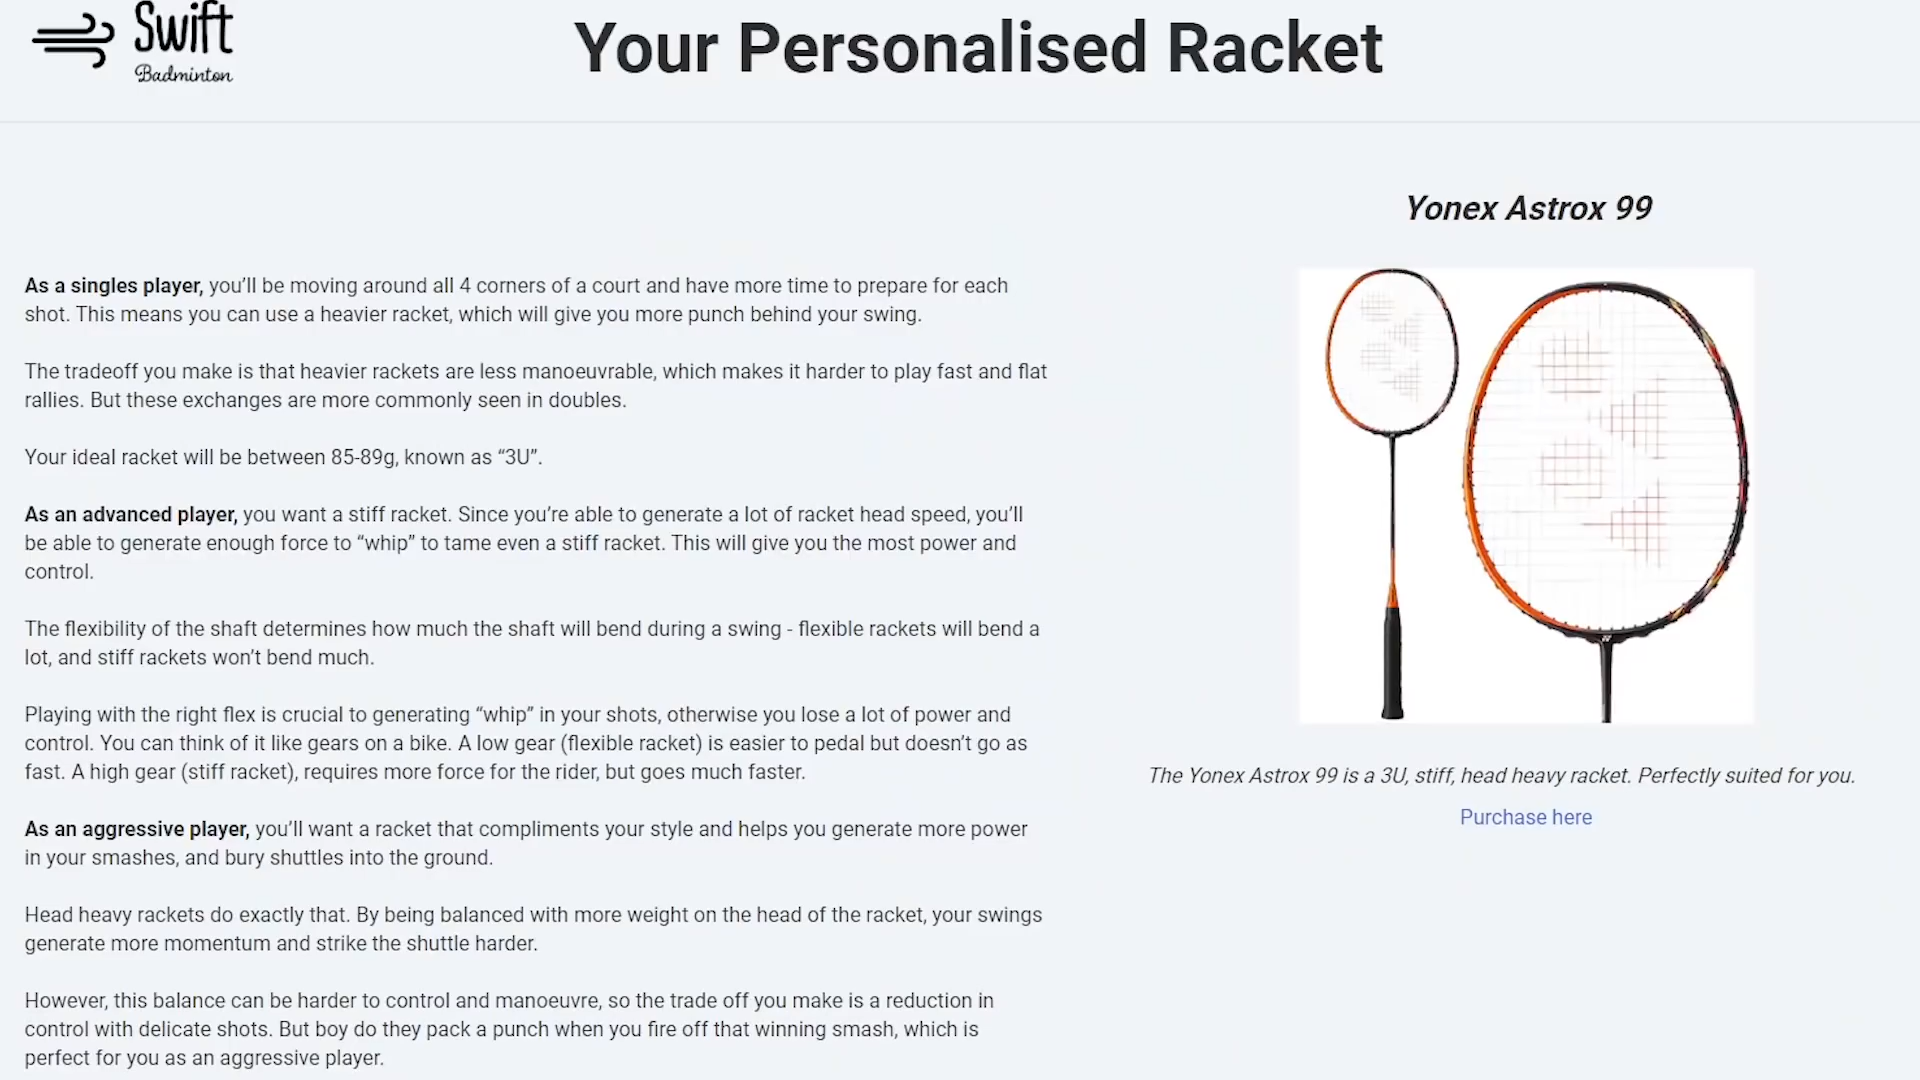 Swift
Badminton
Your Personalised Racket
As a singles player, you’ll be moving around all 4 corners of a court and have more time to prepare for each
shot. This means you can use a heavier racket, which will give you more punch behind your swing.
The tradeoff you make is that heavier rackets are less manoeuvrable, which makes it harder to play fast and flat
rallies. But these exchanges are more commonly seen in doubles.
Your ideal racket will be between 85-89g, known as “3U”.
As an advanced player, you want a stiff racket. Since you’re able to generate a lot of racket head speed, you’ll
be able to generate enough force to “whip” to tame even a stiff racket. This will give you the most power and
control.
The flexibility of the shaft determines how much the shaft will bend during a swing - flexible rackets will bend a
lot, and stiff rackets won’t bend much.
Playing with the right flex is crucial to generating “whip” in your shots, otherwise you lose a lot of power and
control. You can think of it like gears on a bike. A low gear (flexible racket) is easier to pedal but doesn’t go as
fast. A high gear (stiff racket), requires more force for the rider, but goes much faster.
As an aggressive player, you’ll want a racket that compliments your style and helps you generate more power
in your smashes, and bury shuttles into the ground.
Head heavy rackets do exactly that. By being balanced with more weight on the head of the racket, your swings
generate more momentum and strike the shuttle harder.
However, this balance can be harder to control and manoeuvre, so the trade off you make is a reduction in
control with delicate shots. But boy do they pack a punch when you fire off that winning smash, which is
perfect for you as an aggressive player.
Yonex Astrox 99
The Yonex Astrox 99 is a 3U, stiff, head heavy racket. Perfectly suited for you.
Purchase here